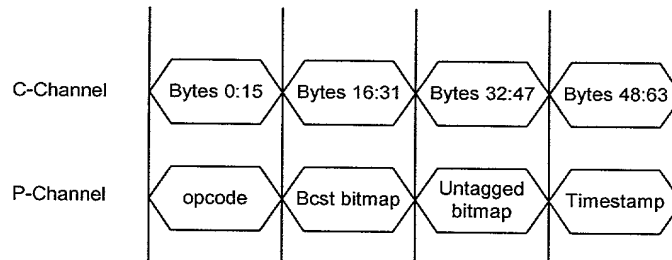 C-Channel
Bytes 0:15
Bytes 16:31
Bytes 32:47
Bytes 48:63
P-Channel
opcode
Bcst bitmap
Untagged
bitmap
Timestamp